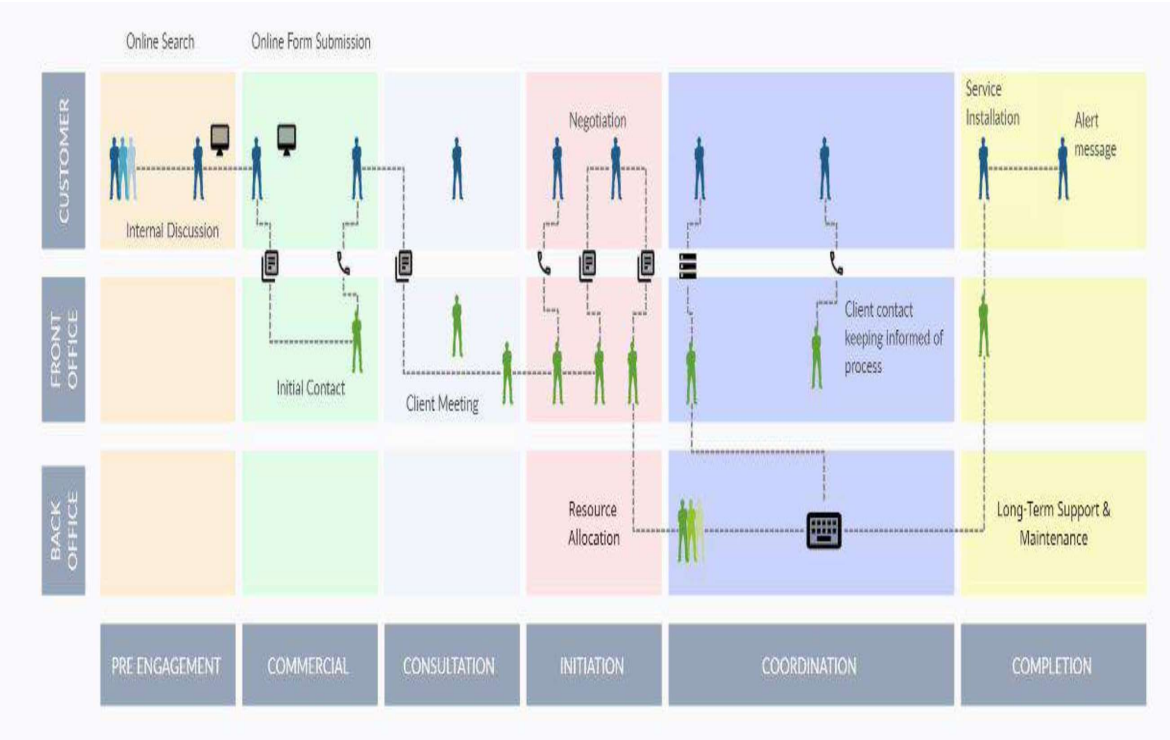 Online Search
Online Form Submission
CUSTOMER
Internal Discussion
Negotiation
Service
Installation
Alert
message
FRONT
OFFICE
Initial Contact
Client Meeting
Client contact
keeping informed of
process
BACK
OFFICE
Resource
Allocation
Long-Term Support &
Maintenance
PRE ENGAGEMENT
COMMERCIAL
CONSULTATION
INITIATION
COORDINATION
COMPLETION